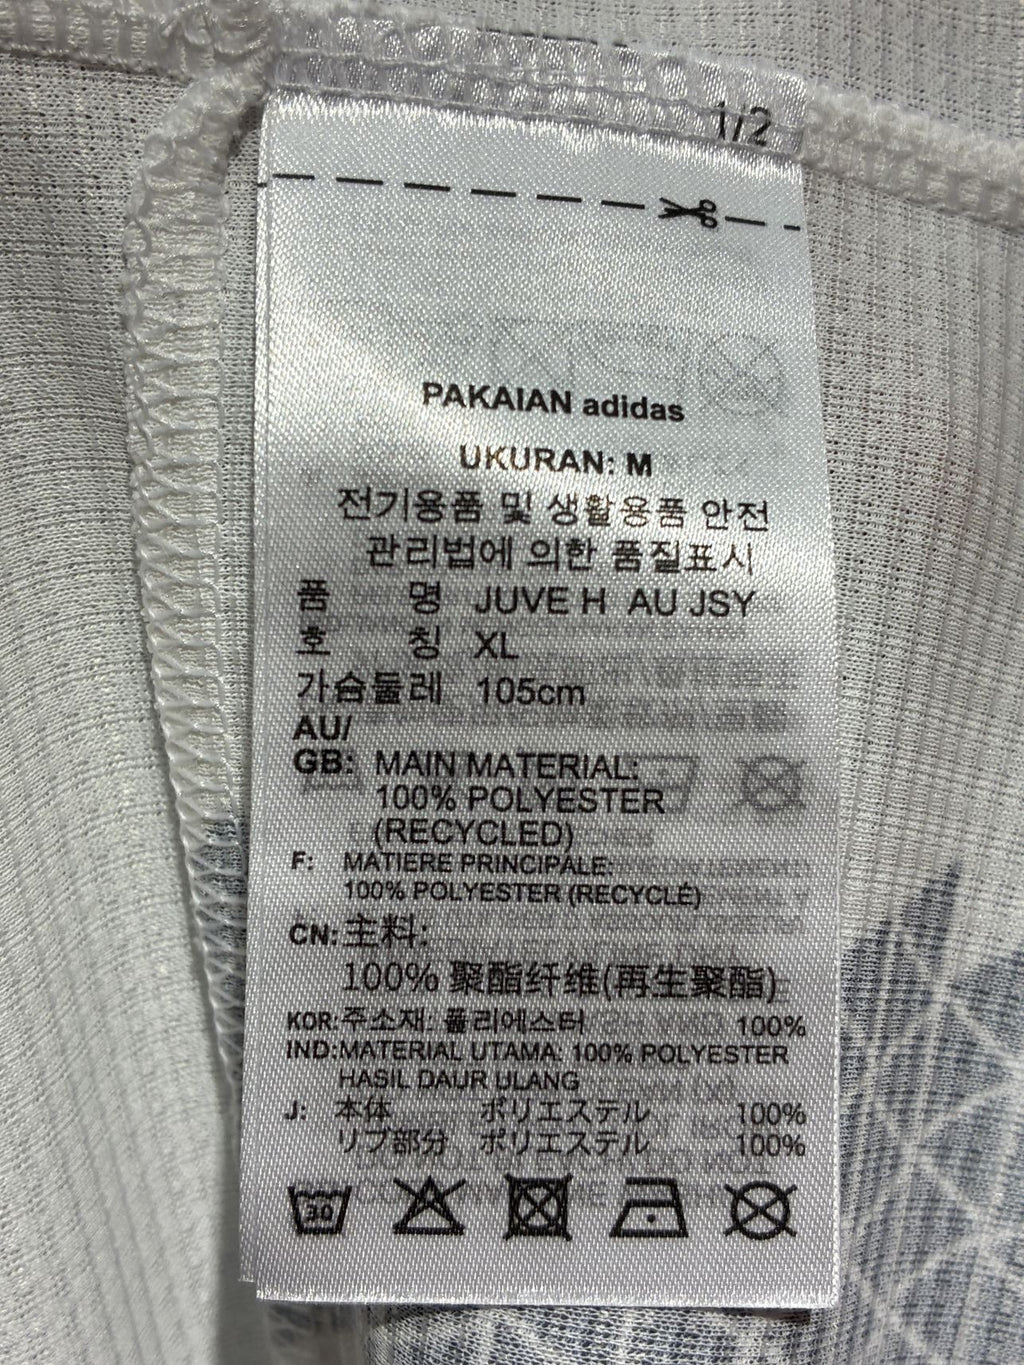 1/2
PAKAIAN adidas
UKURAN: M
전기용품 및 생활용품 안전
관리법에 의한 품질표시
품 명 JUVE H AU JSY
호 칭 XL
가슴둘레 105cm
AU/
GB: MAIN MATERIAL:
100% POLYESTER
(RECYCLED)
F: MATIERE PRINCIPALE:
100% POLYESTER (RECYCLÉ)
CN: 主料:
100% 聚酯纤维(再生聚酯)
KOR: 주소재: 폴리에스터 100%
IND: MATERIAL UTAMA: 100% POLYESTER
HASIL DAUR ULANG
J: 本体 ポリエステル 100%
リブ部分 ポリエステル 100%
30